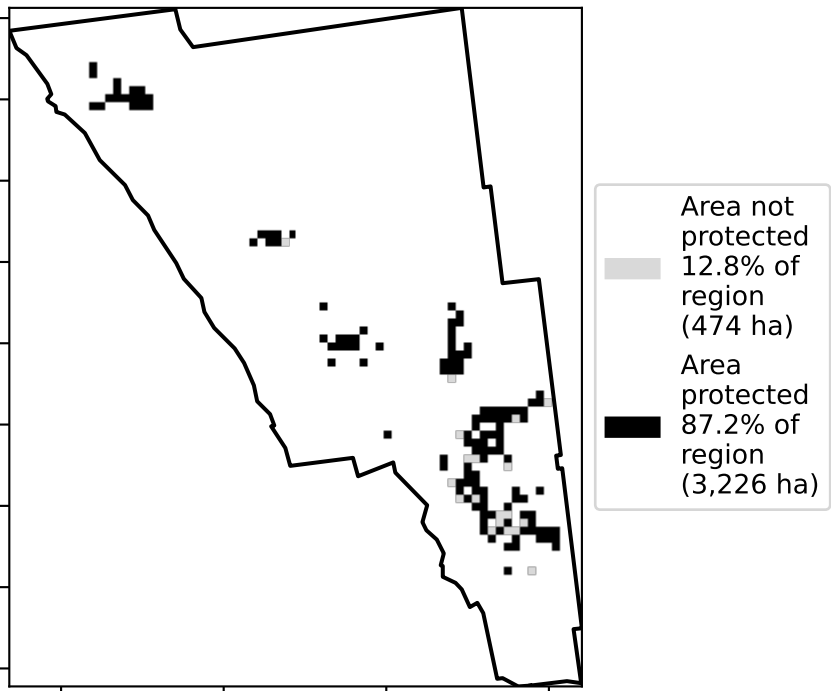 Area not
protected
12.8% of
region
(474 ha)
Area
protected
87.2% of
region
(3,226 ha)